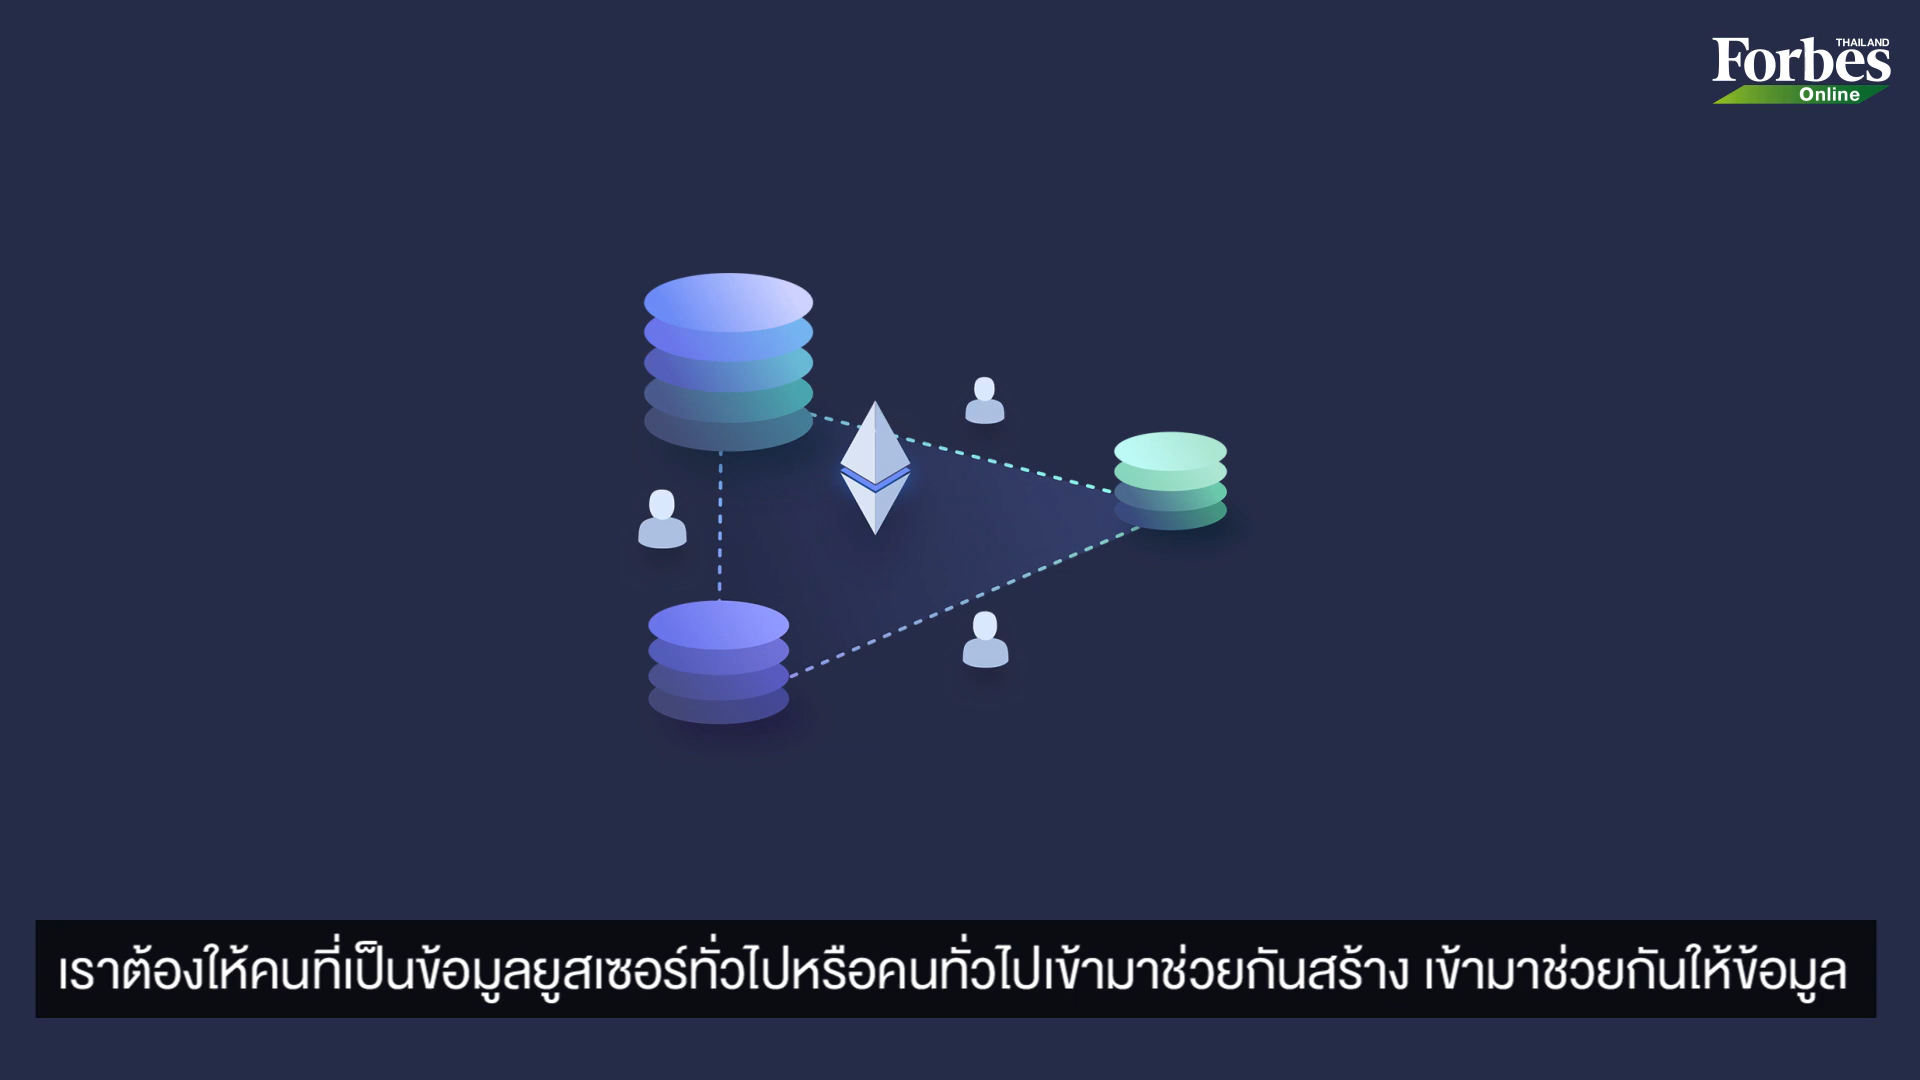 Forbes
THAILAND
Online
เราต้องให้คนที่เป็นข้อมูลยูสเซอร์ทั่วไปหรือคนทั่วไปเข้ามาช่วยกันสร้าง เข้ามาช่วยกันให้ข้อมูล